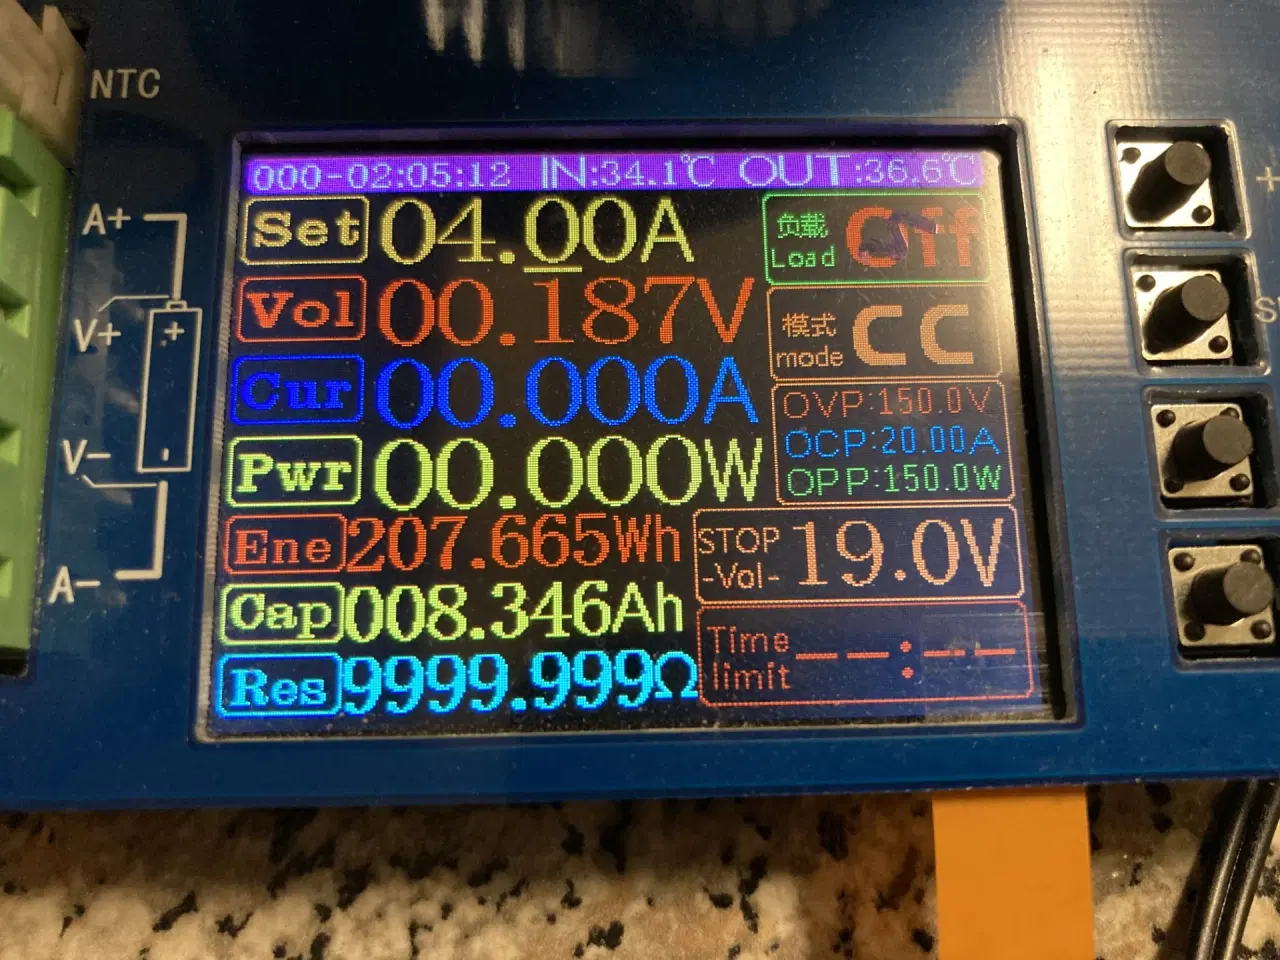 NTC
A+
V+
V-
A-
+
-
000-02:05:12 IN:34.1℃ OUT:36.6℃
Set 04.00A
Vol 00.187V
Cur 00.000A
Pwr 00.000W
Ene 207.665Wh
Cap 008.346Ah
Res 9999.999Ω
负载
Load Off
模式
mode CC
OVP:150.0V
OCP:20.00A
OPP:150.0W
STOP
-Vol- 19.0V
Time
limit --:--
+